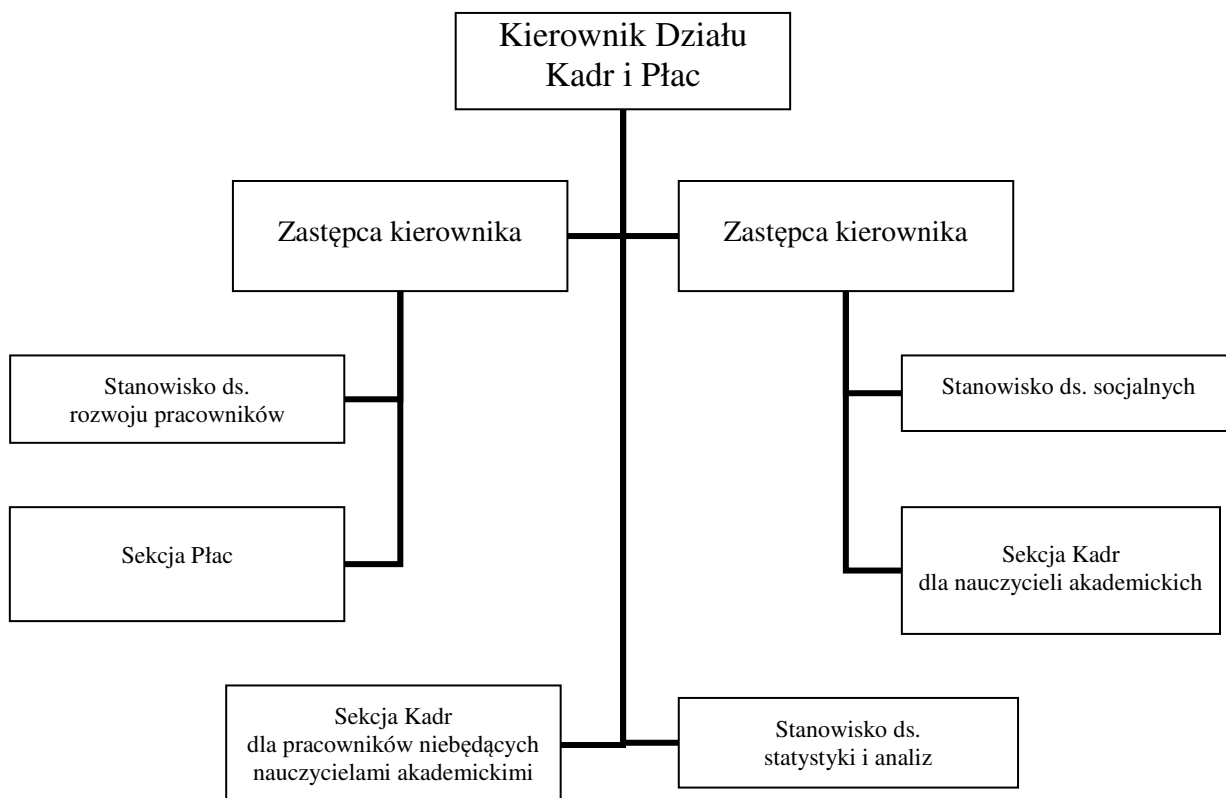 Kierownik Działu
Kadr i Płac
Zastępca kierownika
Zastępca kierownika
Stanowisko ds.
rozwoju pracowników
Stanowisko ds. socjalnych
Sekcja Płac
Sekcja Kadr
dla nauczycieli akademickich
Sekcja Kadr
dla pracowników niebędących
nauczycielami akademickimi
Stanowisko ds.
statystyki i analiz